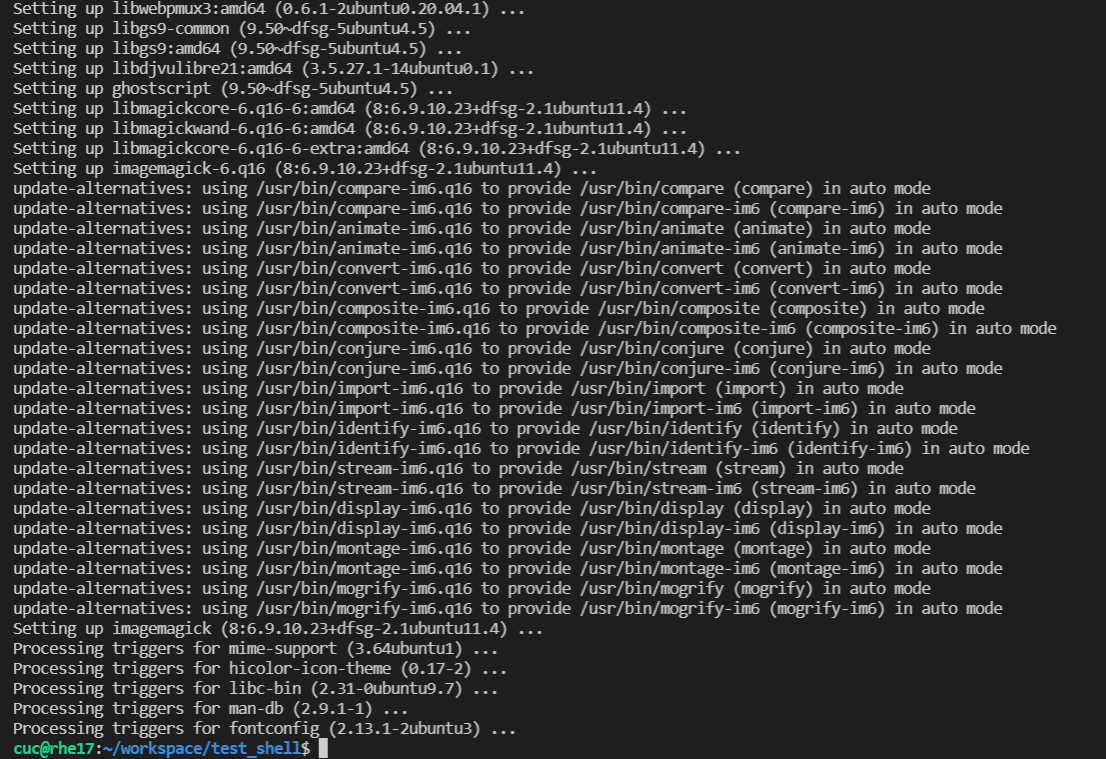 Setting up libwebpmux3:amd64 (0.6.1-2ubuntu0.20.04.1) ...
Setting up libgs9-common (9.50~dfsg-5ubuntu4.5) ...
Setting up libgs9:amd64 (9.50~dfsg-5ubuntu4.5) ...
Setting up libdjvulibre21:amd64 (3.5.27.1-14ubuntu0.1) ...
Setting up ghostscript (9.50~dfsg-5ubuntu4.5) ...
Setting up libmagickcore-6.q16-6:amd64 (8:6.9.10.23+dfsg-2.1ubuntu11.4) ...
Setting up libmagickwand-6.q16-6:amd64 (8:6.9.10.23+dfsg-2.1ubuntu11.4) ...
Setting up libmagickcore-6.q16-6-extra:amd64 (8:6.9.10.23+dfsg-2.1ubuntu11.4) ...
Setting up imagemagick-6.q16 (8:6.9.10.23+dfsg-2.1ubuntu11.4) ...
update-alternatives: using /usr/bin/compare-im6.q16 to provide /usr/bin/compare (compare) in auto mode
update-alternatives: using /usr/bin/compare-im6.q16 to provide /usr/bin/compare-im6 (compare-im6) in auto mode
update-alternatives: using /usr/bin/animate-im6.q16 to provide /usr/bin/animate (animate) in auto mode
update-alternatives: using /usr/bin/animate-im6.q16 to provide /usr/bin/animate-im6 (animate-im6) in auto mode
update-alternatives: using /usr/bin/convert-im6.q16 to provide /usr/bin/convert (convert) in auto mode
update-alternatives: using /usr/bin/convert-im6.q16 to provide /usr/bin/convert-im6 (convert-im6) in auto mode
update-alternatives: using /usr/bin/composite-im6.q16 to provide /usr/bin/composite (composite) in auto mode
update-alternatives: using /usr/bin/composite-im6.q16 to provide /usr/bin/composite-im6 (composite-im6) in auto mode
update-alternatives: using /usr/bin/conjure-im6.q16 to provide /usr/bin/conjure (conjure) in auto mode
update-alternatives: using /usr/bin/conjure-im6.q16 to provide /usr/bin/conjure-im6 (conjure-im6) in auto mode
update-alternatives: using /usr/bin/import-im6.q16 to provide /usr/bin/import (import) in auto mode
update-alternatives: using /usr/bin/import-im6.q16 to provide /usr/bin/import-im6 (import-im6) in auto mode
update-alternatives: using /usr/bin/identify-im6.q16 to provide /usr/bin/identify (identify) in auto mode
update-alternatives: using /usr/bin/identify-im6.q16 to provide /usr/bin/identify-im6 (identify-im6) in auto mode
update-alternatives: using /usr/bin/stream-im6.q16 to provide /usr/bin/stream (stream) in auto mode
update-alternatives: using /usr/bin/stream-im6.q16 to provide /usr/bin/stream-im6 (stream-im6) in auto mode
update-alternatives: using /usr/bin/display-im6.q16 to provide /usr/bin/display (display) in auto mode
update-alternatives: using /usr/bin/display-im6.q16 to provide /usr/bin/display-im6 (display-im6) in auto mode
update-alternatives: using /usr/bin/montage-im6.q16 to provide /usr/bin/montage (montage) in auto mode
update-alternatives: using /usr/bin/montage-im6.q16 to provide /usr/bin/montage-im6 (montage-im6) in auto mode
update-alternatives: using /usr/bin/mogrify-im6.q16 to provide /usr/bin/mogrify (mogrify) in auto mode
update-alternatives: using /usr/bin/mogrify-im6.q16 to provide /usr/bin/mogrify-im6 (mogrify-im6) in auto mode
Setting up imagemagick (8:6.9.10.23+dfsg-2.1ubuntu11.4) ...
Processing triggers for mime-support (3.64ubuntu1) ...
Processing triggers for hicolor-icon-theme (0.17-2) ...
Processing triggers for libc-bin (2.31-0ubuntu9.7) ...
Processing triggers for man-db (2.9.1-1) ...
Processing triggers for fontconfig (2.13.1-2ubuntu3) ...
cuc@rhe17:~/workspace/test_shell$